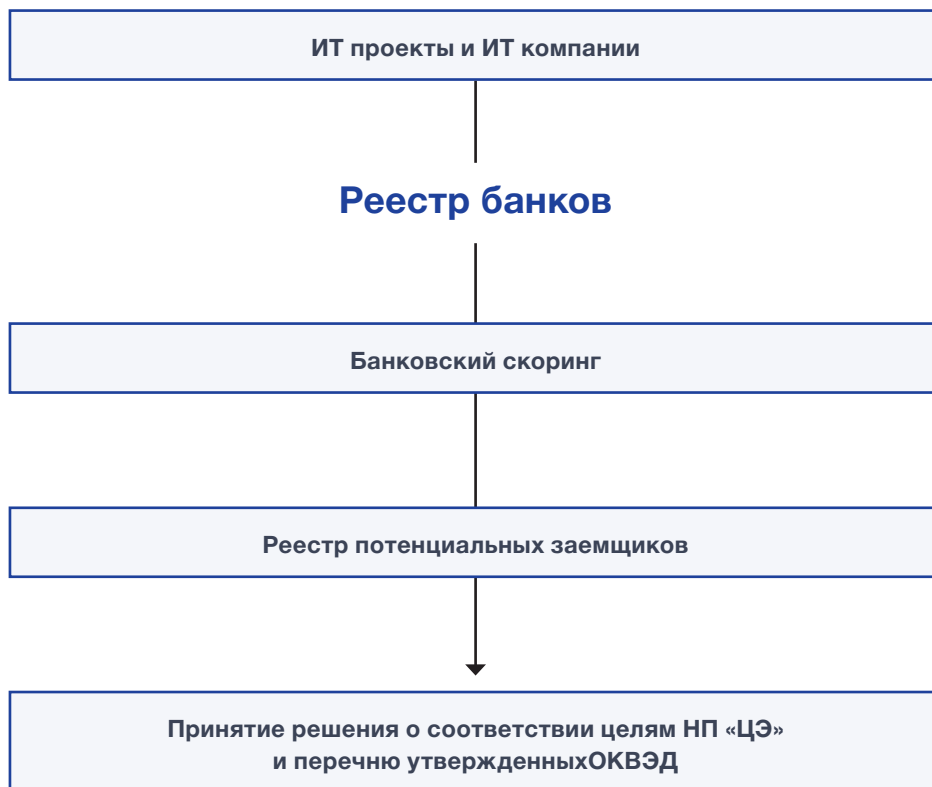 ИТ проекты и ИТ компании
Реестр банков
Банковский скоринг
Реестр потенциальных заемщиков
Принятие решения о соответствии целям НП «ЦЭ»
и перечню утвержденныхОКВЭД